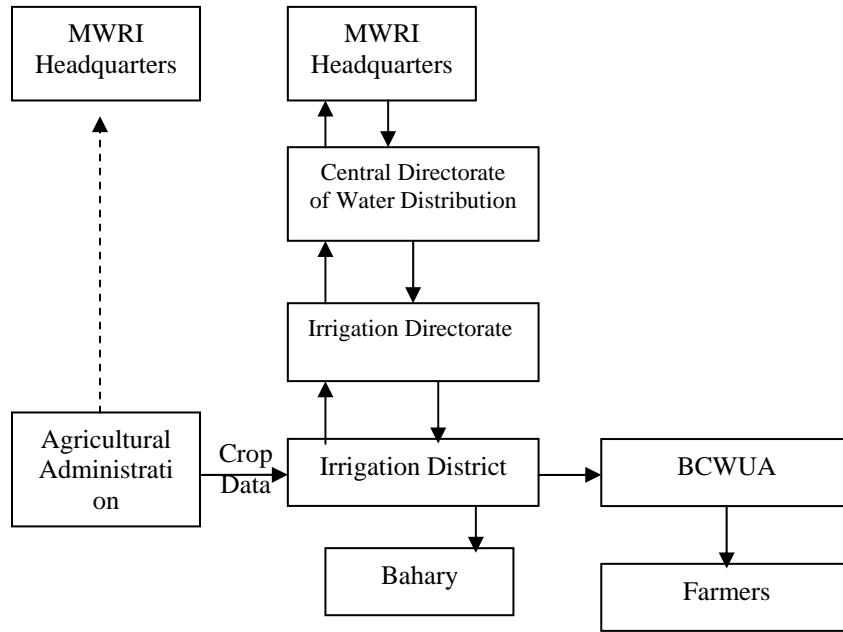 MWRI
Headquarters
MWRI
Headquarters
Central Directorate
of Water Distribution
Irrigation Directorate
Agricultural
Administrati
on
Crop
Data
Irrigation District
BCWUA
Bahary
Farmers